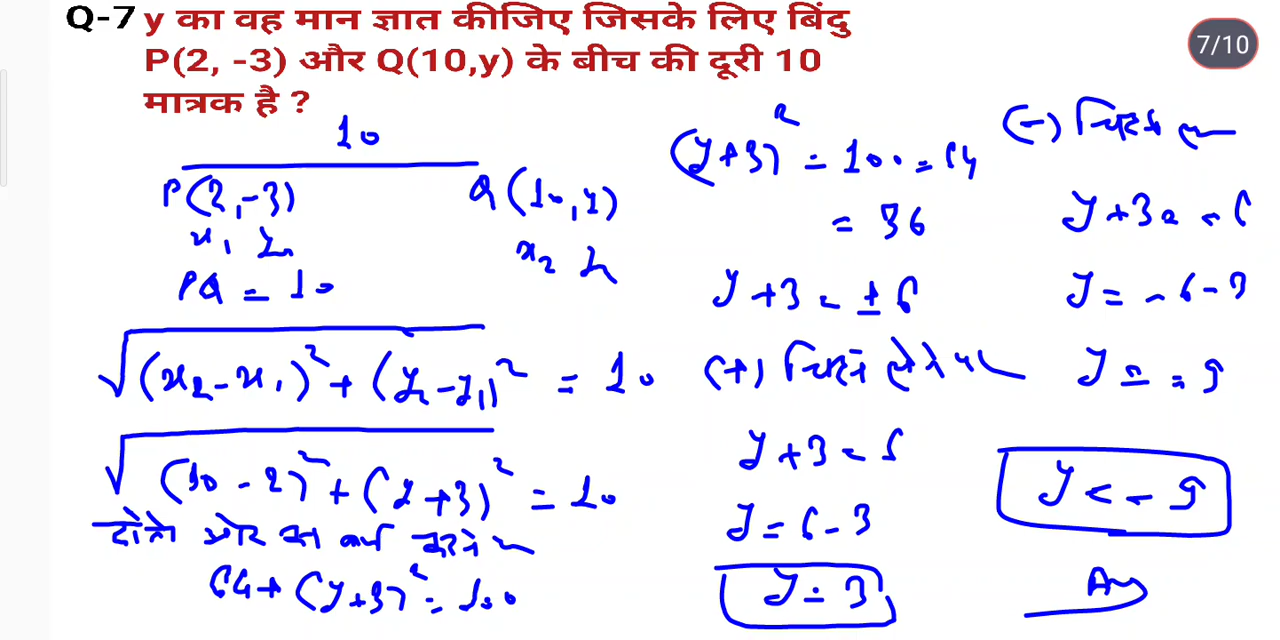 Q-7 y का वह मान ज्ञात कीजिए जिसके लिए बिंदु
P(2, -3) और Q(10,y) के बीच की दूरी 10
मात्रक है ?
7/10
10
P(2,-3) Q(10,y)
x₁ y₁ x₂ y₂
PQ = 10
√(x₂-x₁)²+(y₂-y₁)² = 10
√(10-2)²+(y+3)² = 10
दोनो ओर का वर्ग करने पर
64+(y+3)² = 100
(y+3)² = 100 = 64
= 36
y+3 = ±6
(+) चिन्ह लेने पर
y+3 = 6
y = 6-3
y = 3
(-) चिन्ह
y+3 = -6
y = -6-3
y = -9
y = -9
Ans